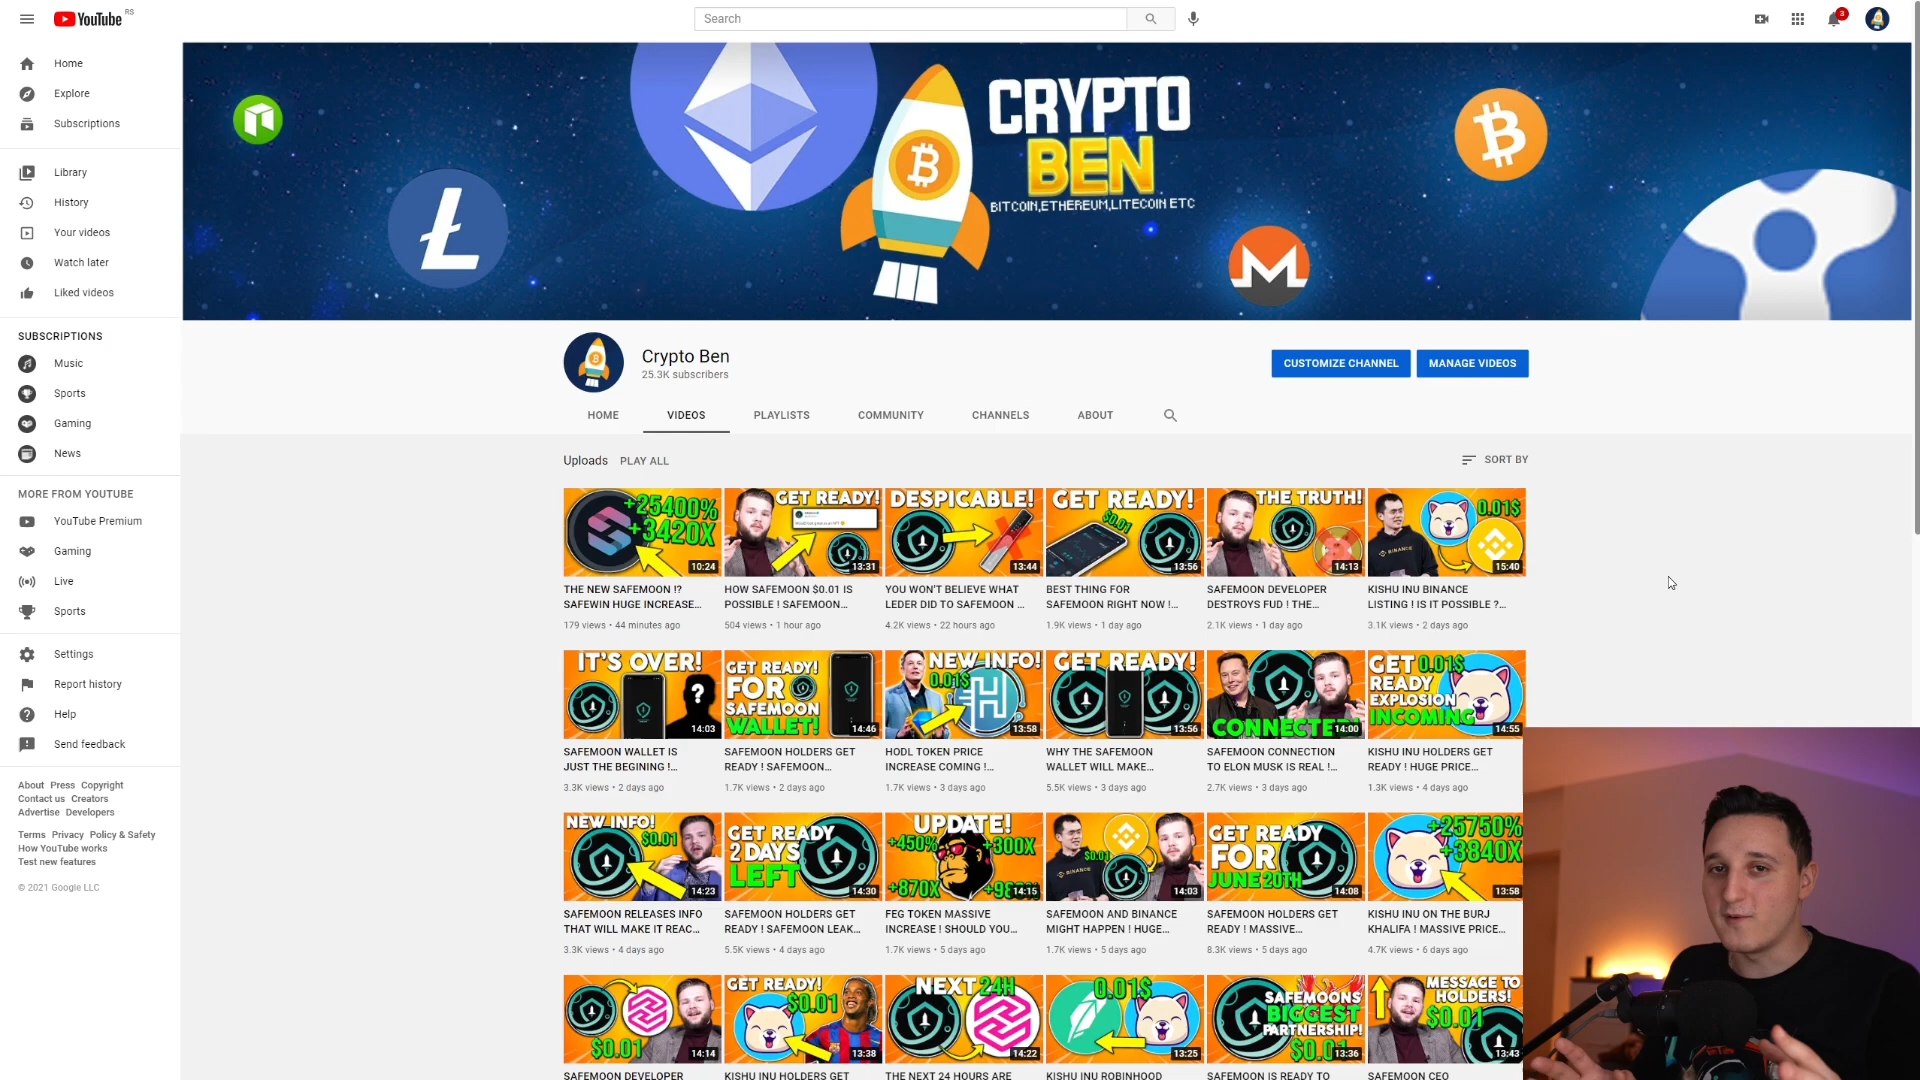 YouTube RS
Search
3
Home
Explore
Subscriptions
Library
History
Your videos
Watch later
Liked videos
SUBSCRIPTIONS
Music
Sports
Gaming
News
MORE FROM YOUTUBE
YouTube Premium
Gaming
Live
Sports
Settings
Report history
Help
Send feedback
About Press Copyright
Contact us Creators
Advertise Developers
Terms Privacy Policy & Safety
How YouTube works
Test new features
© 2021 Google LLC
CRYPTO
BEN
BITCOIN,ETHEREUM,LITECOIN ETC
Crypto Ben
25.3K subscribers
CUSTOMIZE CHANNEL MANAGE VIDEOS
HOME VIDEOS PLAYLISTS COMMUNITY CHANNELS ABOUT
Uploads PLAY ALL
SORT BY
+25400%
+3420X
10:24
THE NEW SAFEMOON !?
SAFEWIN HUGE INCREASE...
179 views • 44 minutes ago
GET READY!
13:31
HOW SAFEMOON $0.01 IS
POSSIBLE ! SAFEMOON...
504 views • 1 hour ago
DESPICABLE!
13:44
YOU WON'T BELIEVE WHAT
LEDER DID TO SAFEMOON ...
4.2K views • 22 hours ago
GET READY!
$0.01
13:56
BEST THING FOR
SAFEMOON RIGHT NOW !...
1.9K views • 1 day ago
THE TRUTH!
14:13
SAFEMOON DEVELOPER
DESTROYS FUD ! THE...
2.1K views • 1 day ago
0.01$
BINANCE
15:40
KISHU INU BINANCE
LISTING ! IS IT POSSIBLE ?...
3.1K views • 2 days ago
IT'S OVER!
?
14:03
SAFEMOON WALLET IS
JUST THE BEGINING !...
3.3K views • 2 days ago
GET READY!
FOR
SAFEMOON
WALLET!
14:46
SAFEMOON HOLDERS GET
READY ! SAFEMOON...
1.7K views • 2 days ago
NEW INFO!
0.01$
13:58
HODL TOKEN PRICE
INCREASE COMING !...
1.7K views • 3 days ago
GET READY!
13:56
WHY THE SAFEMOON
WALLET WILL MAKE...
5.5K views • 3 days ago
CONNECTED!
14:00
SAFEMOON CONNECTION
TO ELON MUSK IS REAL !...
2.7K views • 3 days ago
GET 0.01$
READY
EXPLOSION
INCOMING
14:55
KISHU INU HOLDERS GET
READY ! HUGE PRICE...
1.3K views • 4 days ago
NEW INFO!
$0.01
14:23
SAFEMOON RELEASES INFO
THAT WILL MAKE IT REAC...
3.3K views • 4 days ago
GET READY
2 DAYS
LEFT
14:30
SAFEMOON HOLDERS GET
READY ! SAFEMOON LEAK...
5.5K views • 4 days ago
UPDATE!
+450% +300X
+870X
14:15
FEG TOKEN MASSIVE
INCREASE ! SHOULD YOU...
1.7K views • 5 days ago
$0.01
BINANCE
14:03
SAFEMOON AND BINANCE
MIGHT HAPPEN ! HUGE...
1.7K views • 5 days ago
GET READY
FOR
JUNE 20TH
14:08
SAFEMOON HOLDERS GET
READY ! MASSIVE...
8.3K views • 5 days ago
+25750%
+3840X
13:58
KISHU INU ON THE BURJ
KHALIFA ! MASSIVE PRICE...
4.7K views • 6 days ago
$0.01
14:14
SAFEMOON DEVELOPER
GET READY!
$0.01
13:38
KISHU INU HOLDERS GET
NEXT 24H
14:22
THE NEXT 24 HOURS ARE
0.01$
13:25
KISHU INU ROBINHOOD
SAFEMOONS
BIGGEST
PARTNERSHIP!
$0.01
13:36
SAFEMOON IS READY TO
MESSAGE TO
HOLDERS!
$0.01
13:43
SAFEMOON CEO